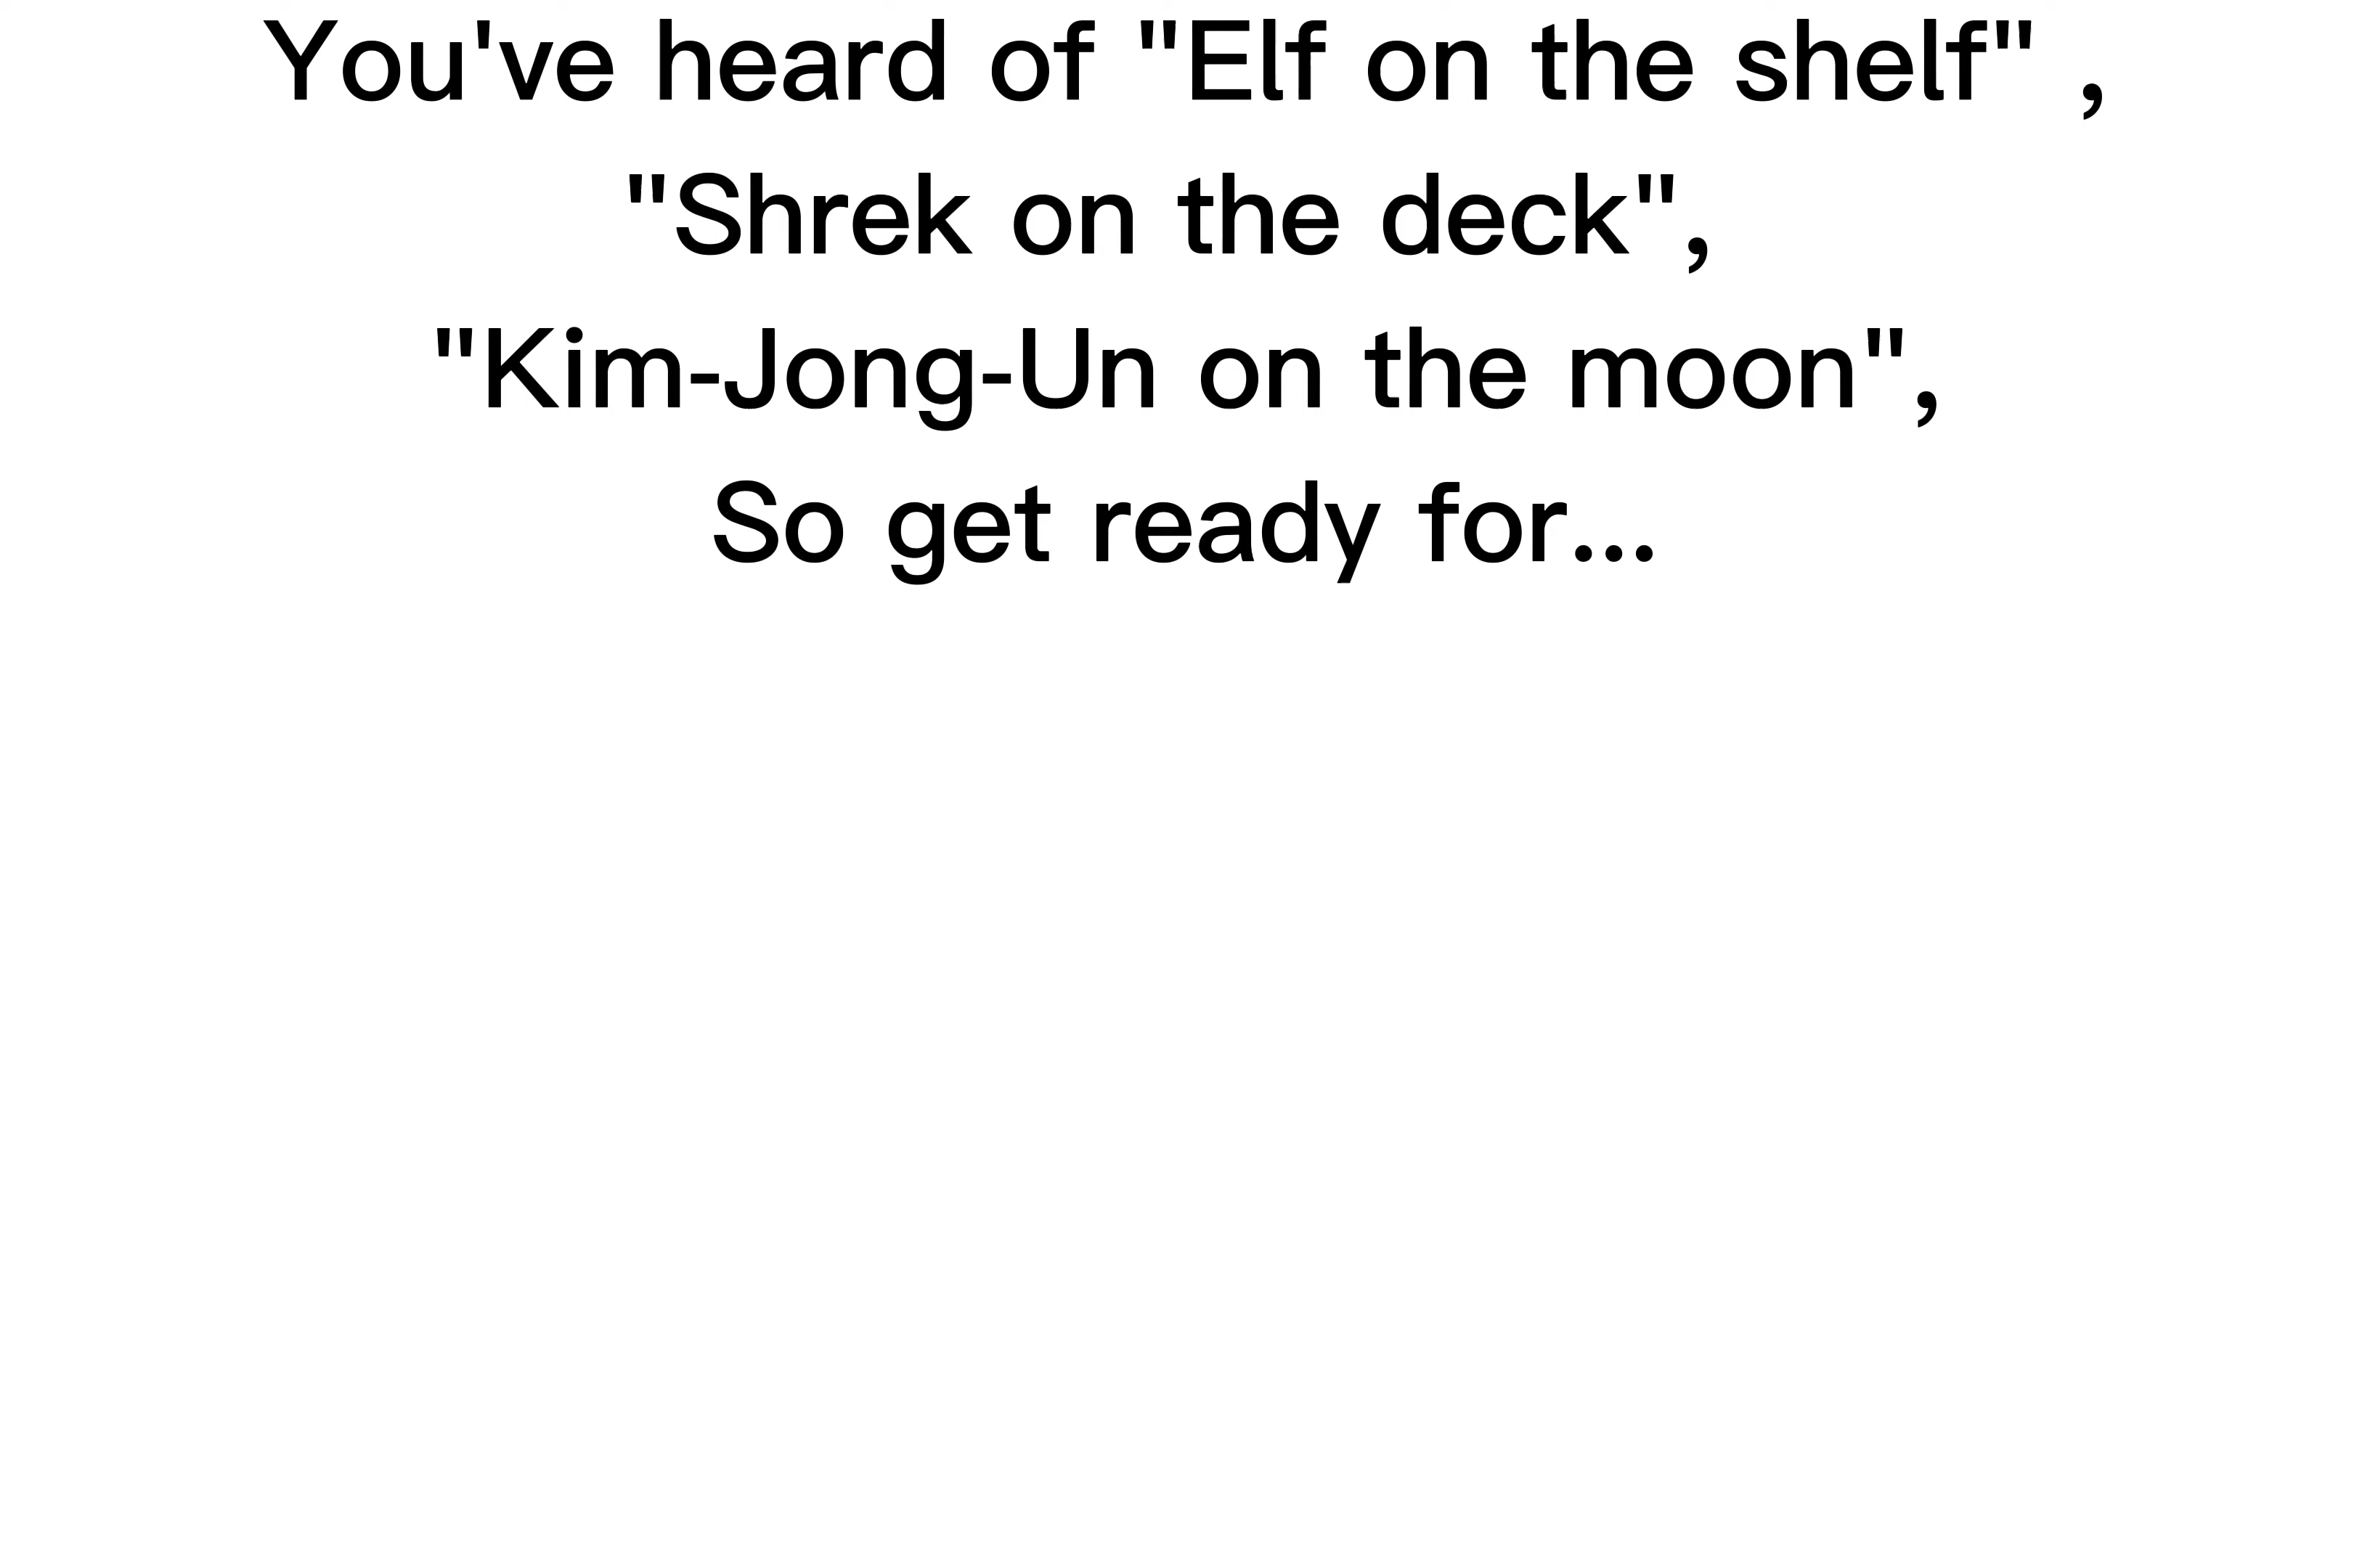 You've heard of "Elf on the shelf" ,
"Shrek on the deck",
"Kim-Jong-Un on the moon",
So get ready for...